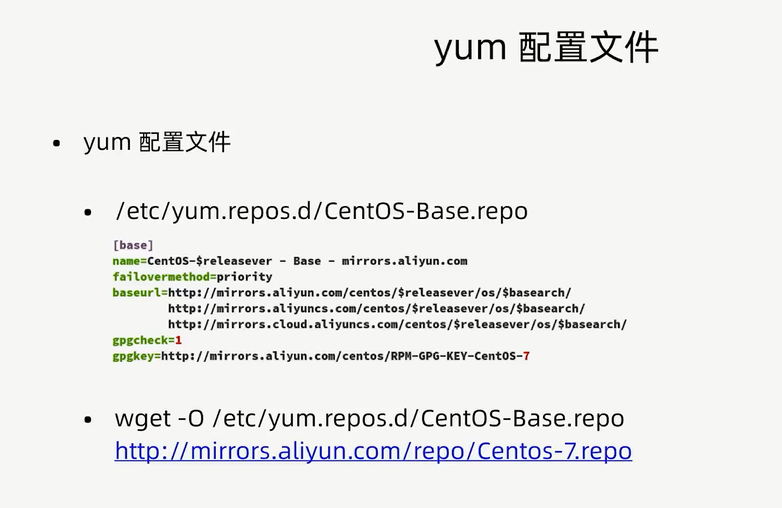 yum 配置文件
• yum 配置文件
• /etc/yum.repos.d/CentOS-Base.repo
[base]
name=CentOS-$releasever - Base - mirrors.aliyun.com
failovermethod=priority
baseurl=http://mirrors.aliyun.com/centos/$releasever/os/$basearch/
http://mirrors.aliyuncs.com/centos/$releasever/os/$basearch/
http://mirrors.cloud.aliyuncs.com/centos/$releasever/os/$basearch/
gpgcheck=1
gpgkey=http://mirrors.aliyun.com/centos/RPM-GPG-KEY-CentOS-7
• wget -O /etc/yum.repos.d/CentOS-Base.repo
http://mirrors.aliyun.com/repo/Centos-7.repo